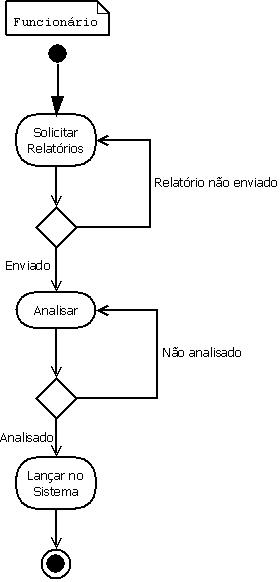 Funcionário
Solicitar
Relatórios
Relatório não enviado
Enviado
Analisar
Não analisado
Analisado
Lançar no
Sistema